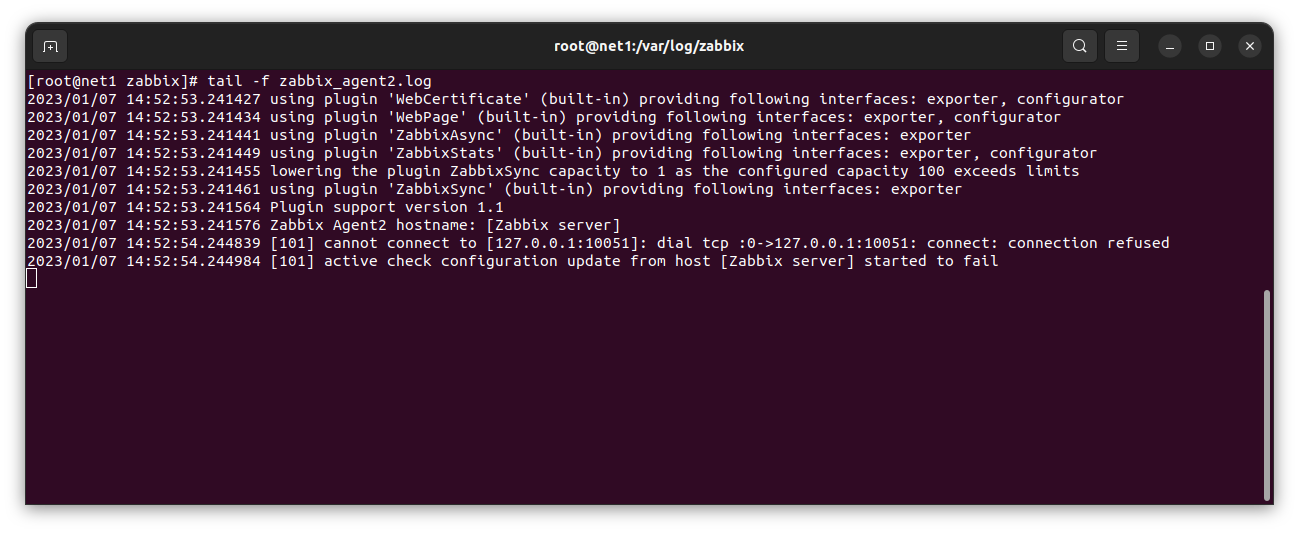 root@net1:/var/log/zabbix
[root@net1 zabbix]# tail -f zabbix_agent2.log
2023/01/07 14:52:53.241427 using plugin 'WebCertificate' (built-in) providing following interfaces: exporter, configurator
2023/01/07 14:52:53.241434 using plugin 'WebPage' (built-in) providing following interfaces: exporter, configurator
2023/01/07 14:52:53.241441 using plugin 'ZabbixAsync' (built-in) providing following interfaces: exporter
2023/01/07 14:52:53.241449 using plugin 'ZabbixStats' (built-in) providing following interfaces: exporter, configurator
2023/01/07 14:52:53.241455 lowering the plugin ZabbixSync capacity to 1 as the configured capacity 100 exceeds limits
2023/01/07 14:52:53.241461 using plugin 'ZabbixSync' (built-in) providing following interfaces: exporter
2023/01/07 14:52:53.241564 Plugin support version 1.1
2023/01/07 14:52:53.241576 Zabbix Agent2 hostname: [Zabbix server]
2023/01/07 14:52:54.244839 [101] cannot connect to [127.0.0.1:10051]: dial tcp :0->127.0.0.1:10051: connect: connection refused
2023/01/07 14:52:54.244984 [101] active check configuration update from host [Zabbix server] started to fail